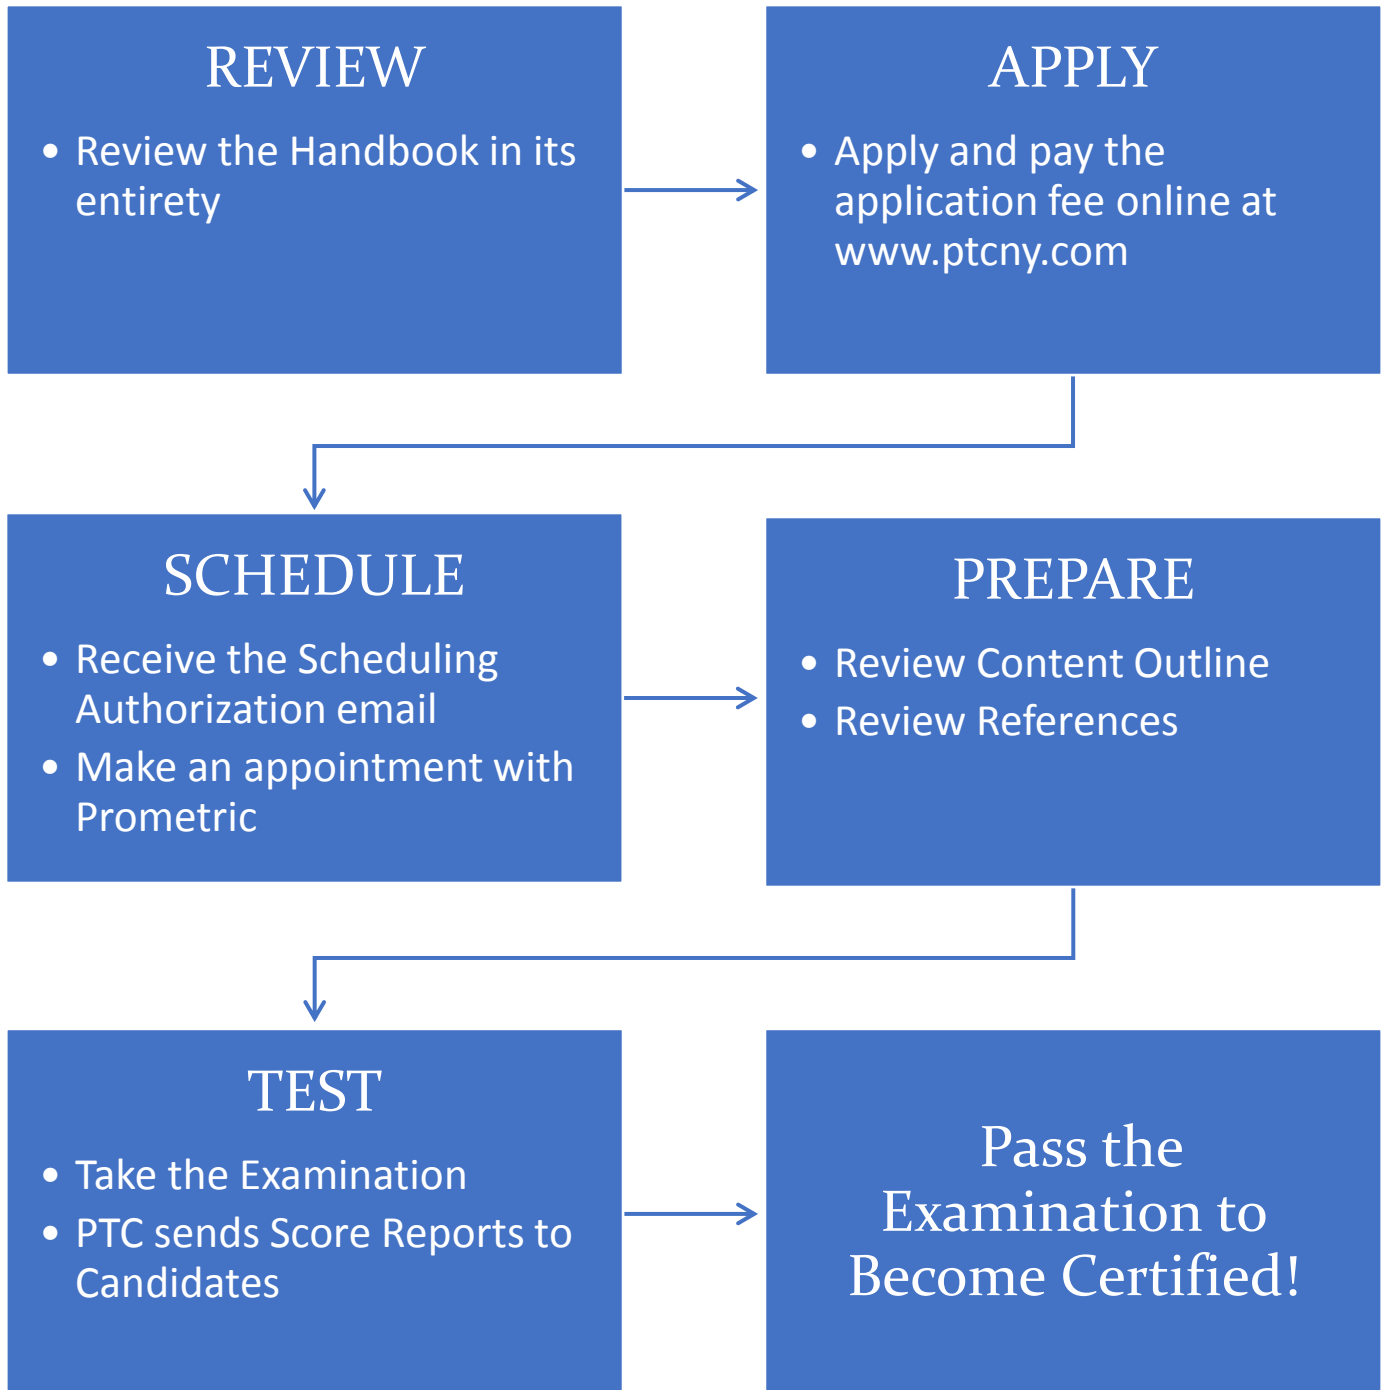 REVIEW
• Review the Handbook in its
entirety
APPLY
• Apply and pay the
application fee online at
www.ptcny.com
SCHEDULE
• Receive the Scheduling
Authorization email
• Make an appointment with
Prometric
PREPARE
• Review Content Outline
• Review References
TEST
• Take the Examination
• PTC sends Score Reports to
Candidates
Pass the
Examination to
Become Certified!